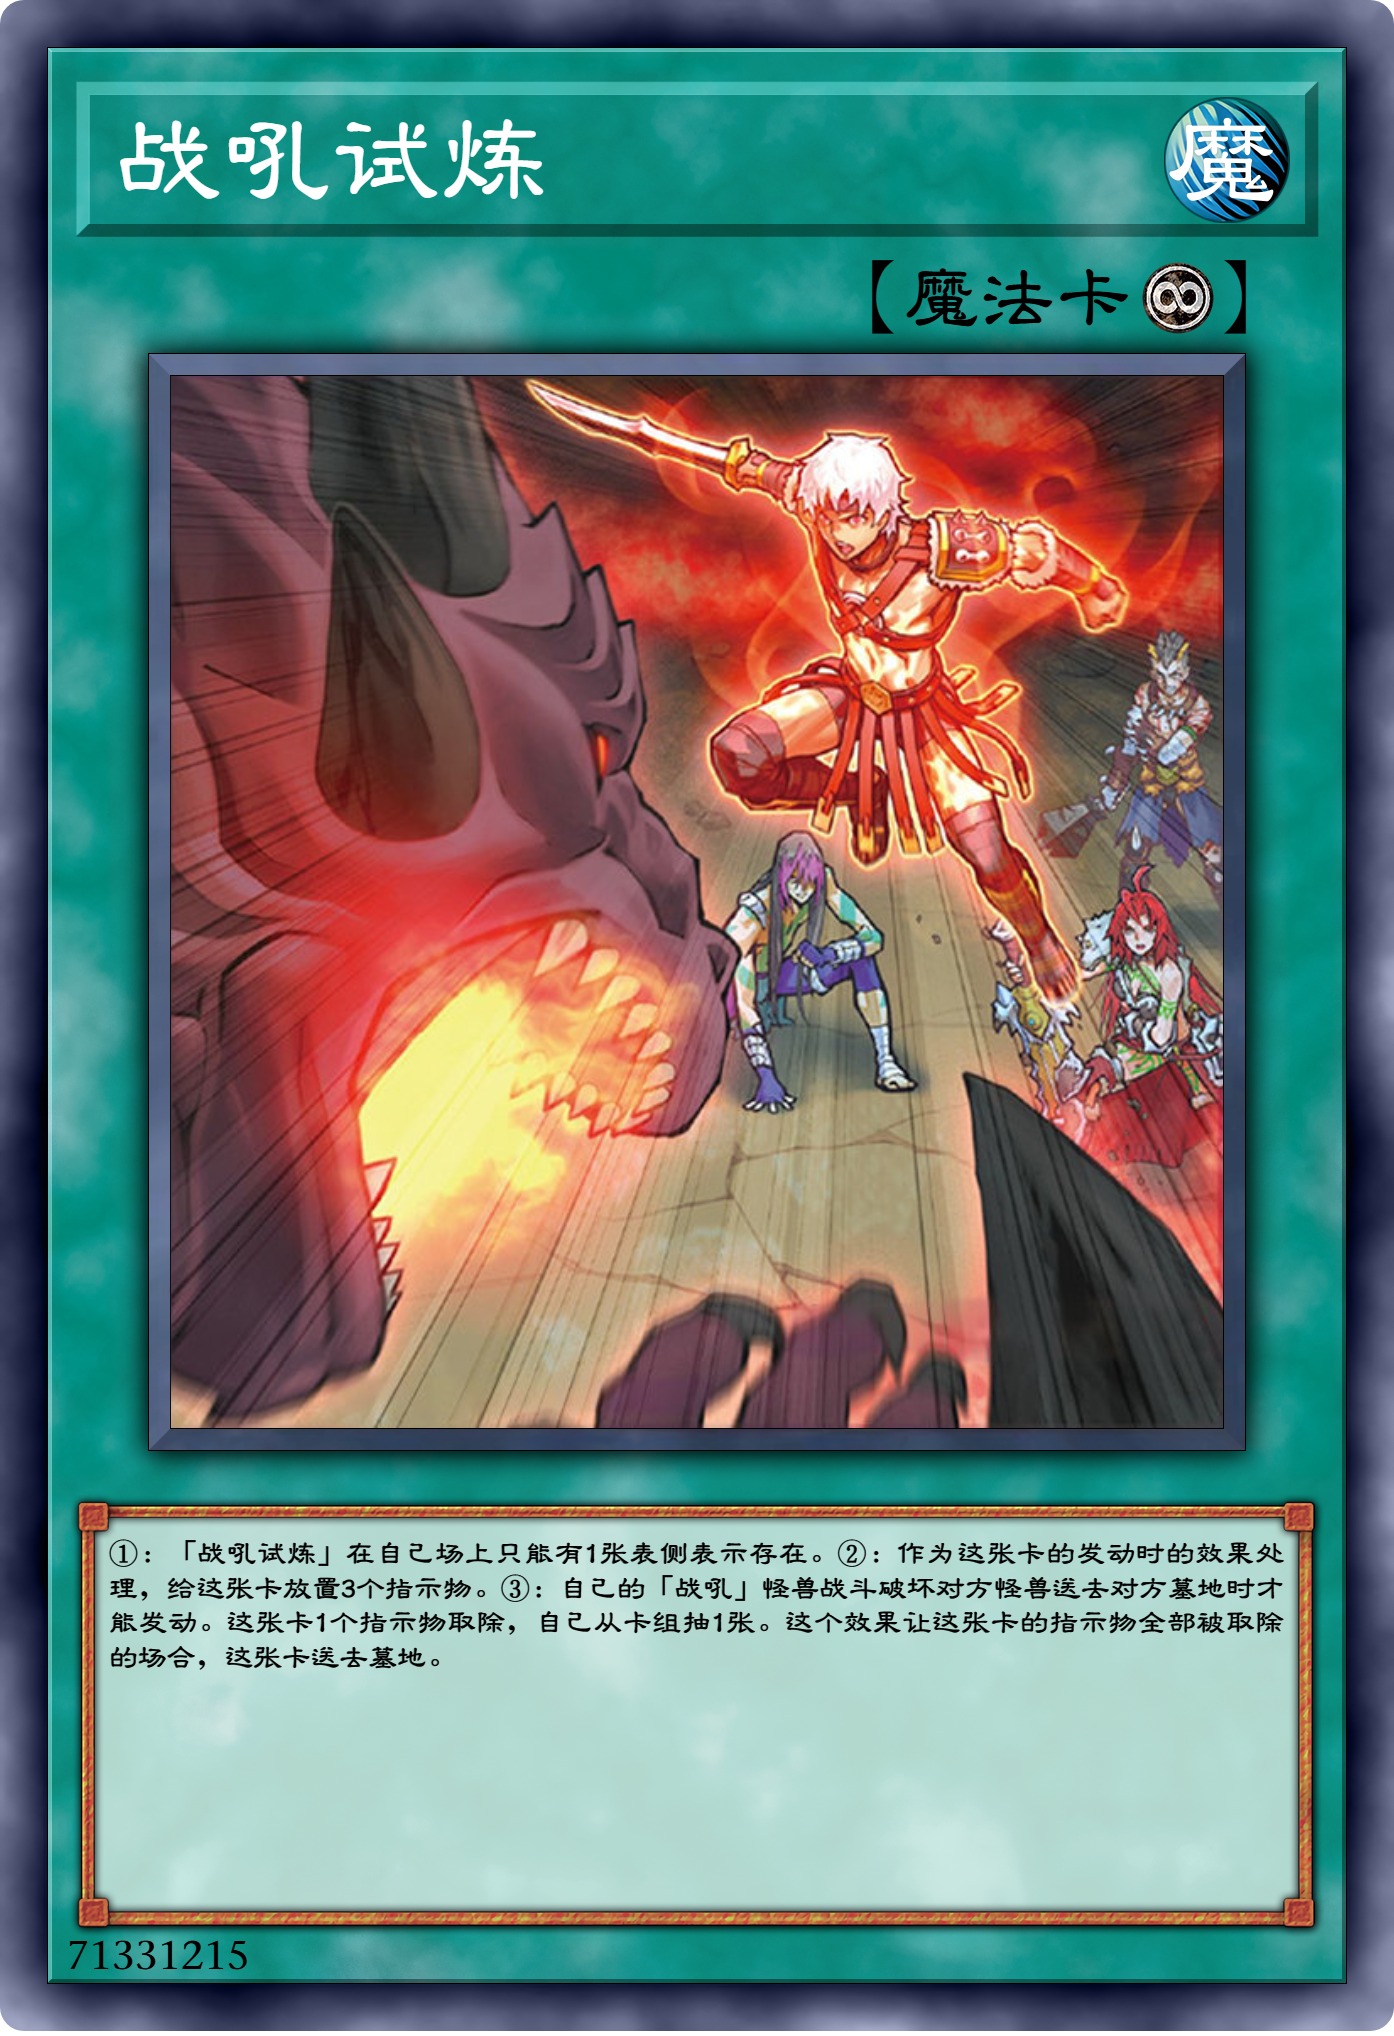 战吼试炼
魔
【魔法卡】
①：「战吼试炼」在自己场上只能有1张表侧表示存在。②：作为这张卡的发动时的效果处
理，给这张卡放置3个指示物。③：自己的「战吼」怪兽战斗破坏对方怪兽送去对方墓地时才
能发动。这张卡1个指示物取除，自己从卡组抽1张。这个效果让这张卡的指示物全部被取除
的场合，这张卡送去墓地。
71331215